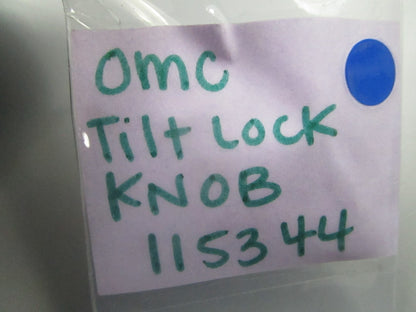 OMC
Tilt Lock
KNOB
115344